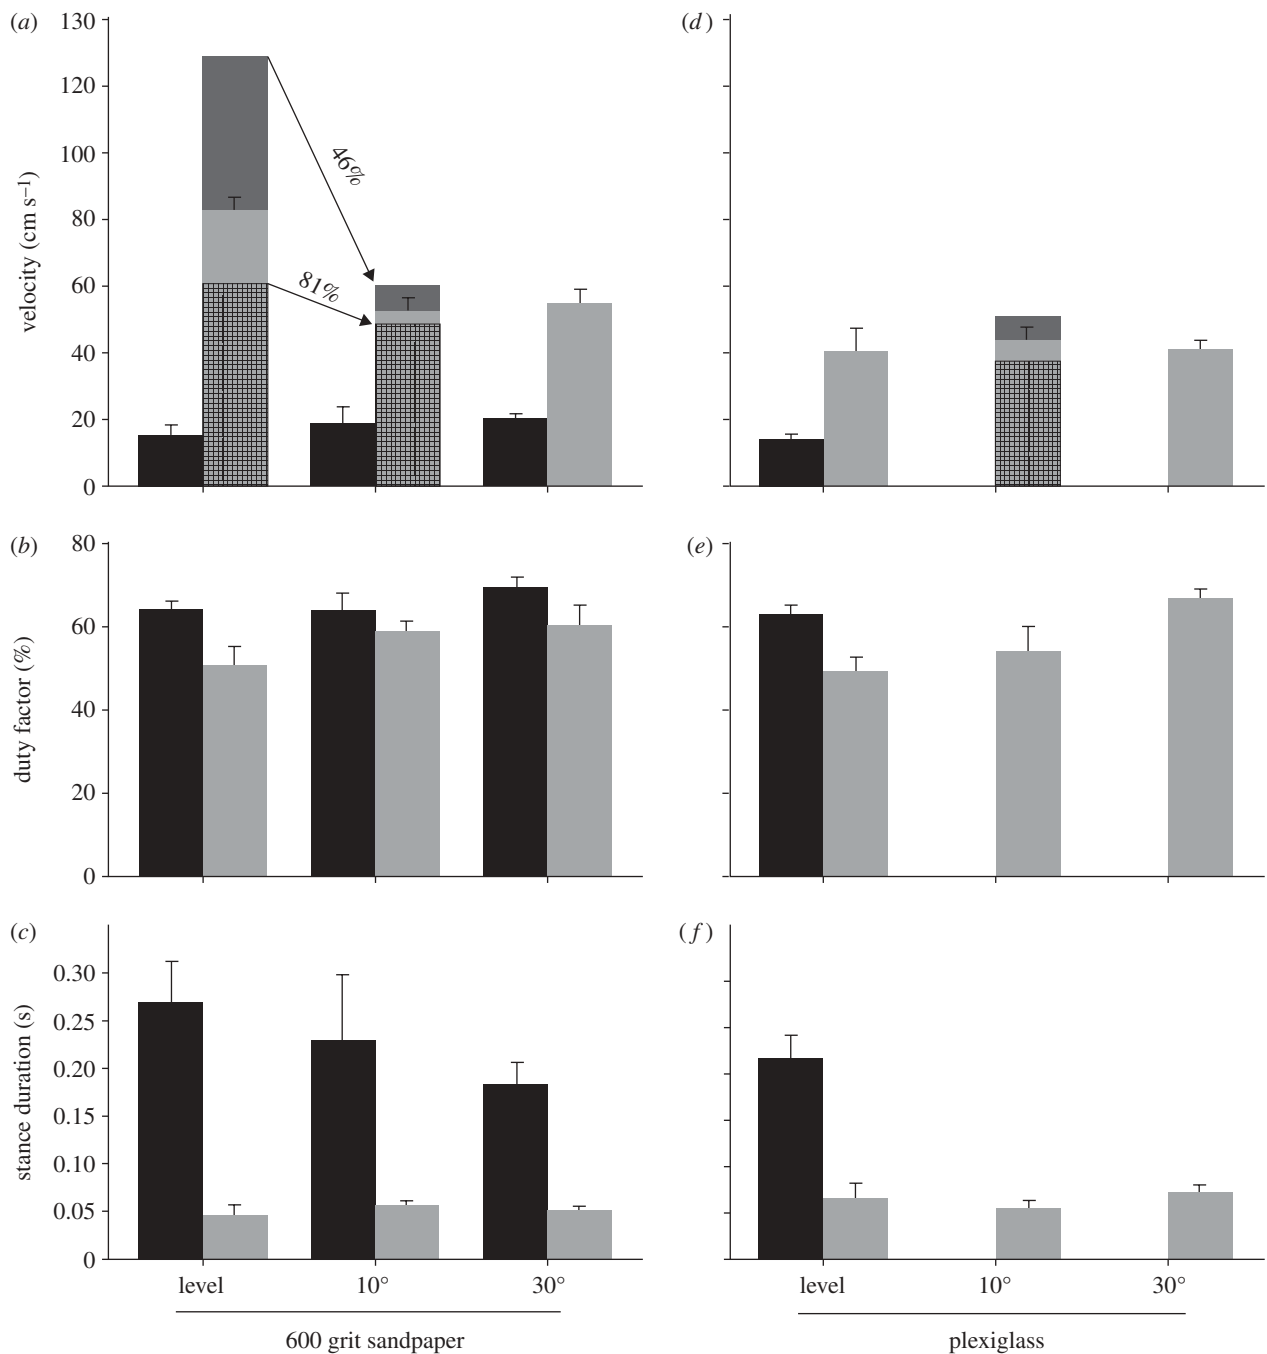 (a)
velocity (cm s⁻¹)
130
120
100
80
60
40
20
0
46%
81%
(d)
(b)
duty factor (%)
80
60
40
20
0
(e)
(c)
stance duration (s)
0.30
0.25
0.20
0.15
0.10
0.05
0
(f)
level 10° 30°
600 grit sandpaper
level 10° 30°
plexiglass